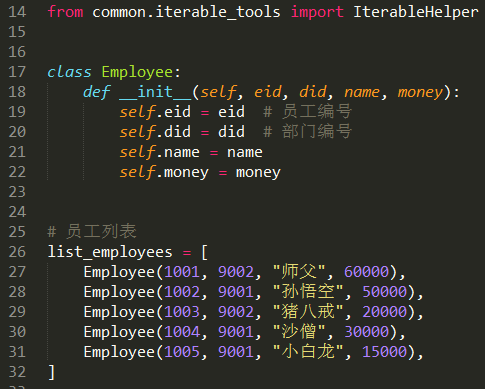 14 from common.iterable_tools import IterableHelper
15
16
17 class Employee:
18     def __init__(self, eid, did, name, money):
19         self.eid = eid  # 员工编号
20         self.did = did  # 部门编号
21         self.name = name
22         self.money = money
23
24
25 # 员工列表
26 list_employees = [
27     Employee(1001, 9002, "师父", 60000),
28     Employee(1002, 9001, "孙悟空", 50000),
29     Employee(1003, 9002, "猪八戒", 20000),
30     Employee(1004, 9001, "沙僧", 30000),
31     Employee(1005, 9001, "小白龙", 15000),
32 ]